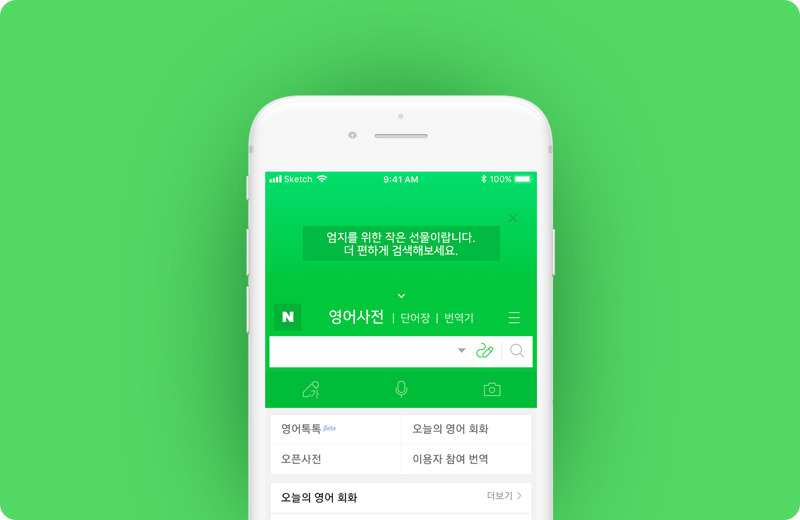 Sketch 9:41 AM 100%
엄지를 위한 작은 선물이랍니다.
더 편하게 검색해보세요.
N 영어사전 | 단어장 | 번역기
가
영어톡톡 βeta 오늘의 영어 회화
오픈사전 이용자 참여 번역
오늘의 영어 회화 더보기 >